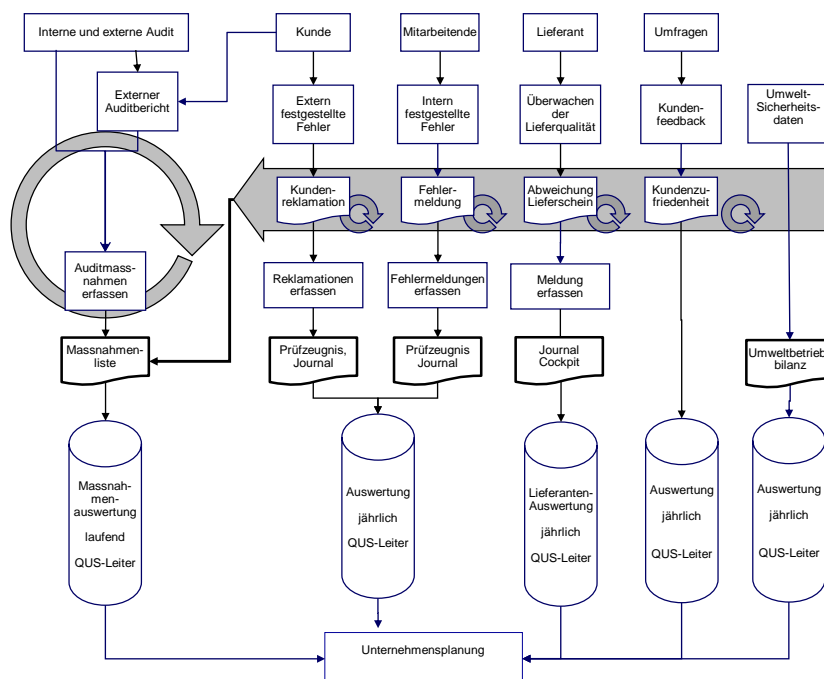 Interne und externe Audit
Kunde
Mitarbeitende
Lieferant
Umfragen
Externer
Auditbericht
Extern
festgestellte
Fehler
Intern
festgestellte
Fehler
Überwachen
der
Lieferqualität
Kunden-
feedback
Umwelt-
Sicherheits-
daten
Kunden-
reklamation
Fehler-
meldung
Abweichung
Lieferschein
Kundenzu-
friedenheit
Auditmass-
nahmen
erfassen
Reklamationen
erfassen
Fehlermeldungen
erfassen
Meldung
erfassen
Massnahmen-
liste
Prüfzeugnis,
Journal
Prüfzeugnis
Journal
Journal
Cockpit
Umweltbetrieb
bilanz
Massnah-
men-
auswertung
laufend
QUS-Leiter
Auswertung
jährlich
QUS-Leiter
Lieferanten-
Auswertung
jährlich
QUS-Leiter
Auswertung
jährlich
QUS-Leiter
Auswertung
jährlich
QUS-Leiter
Unternehmensplanung